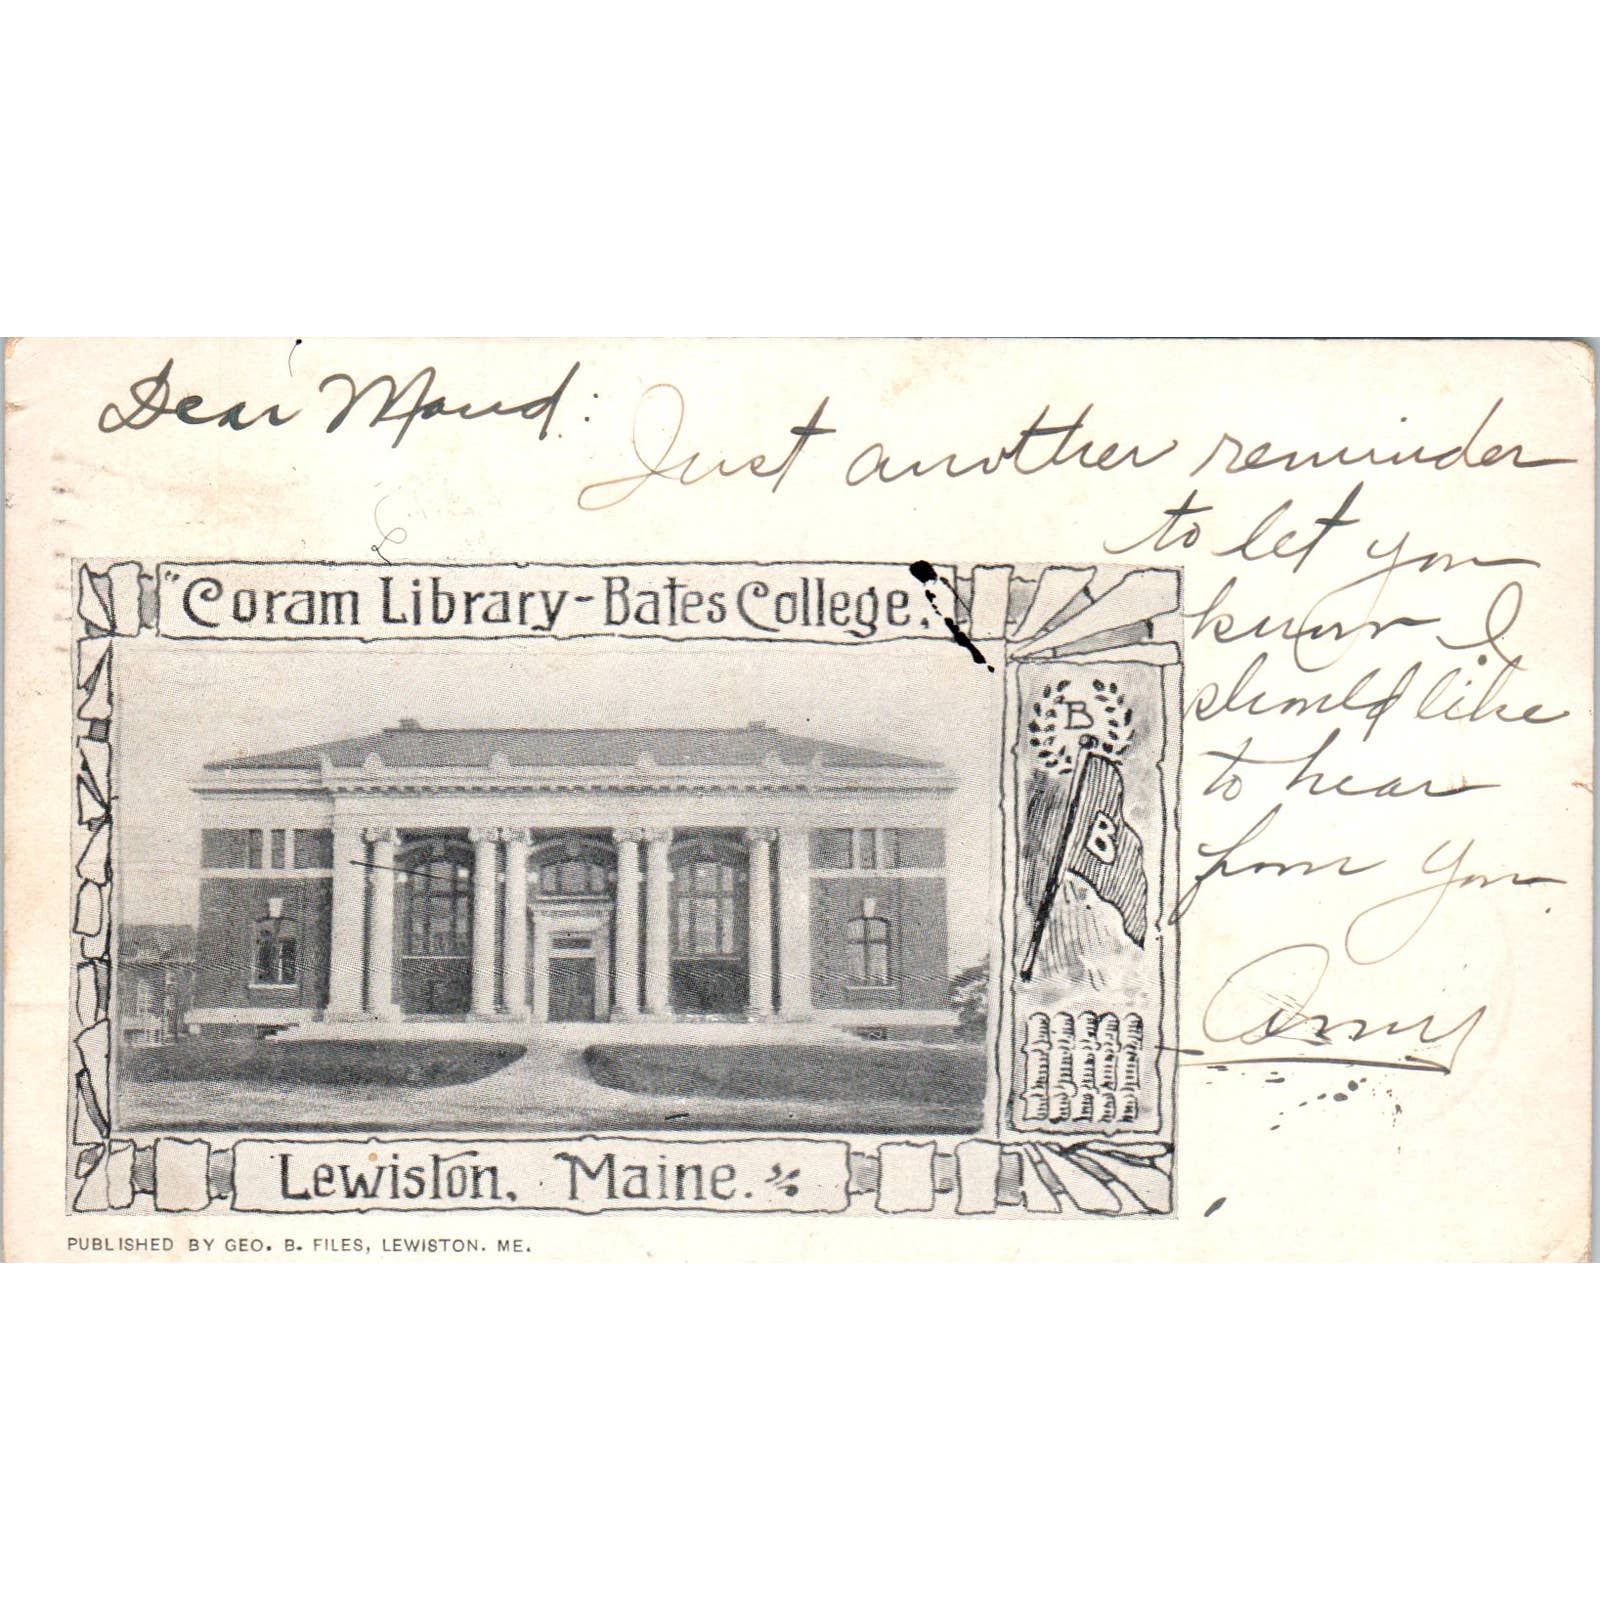 Dear Maud:
Just another reminder
to let you
know I
should like
to hear
from you.
Amy
"Coram Library-Bates College.
B
B
Lewiston, Maine.
PUBLISHED BY GEO. B. FILES, LEWISTON. ME.